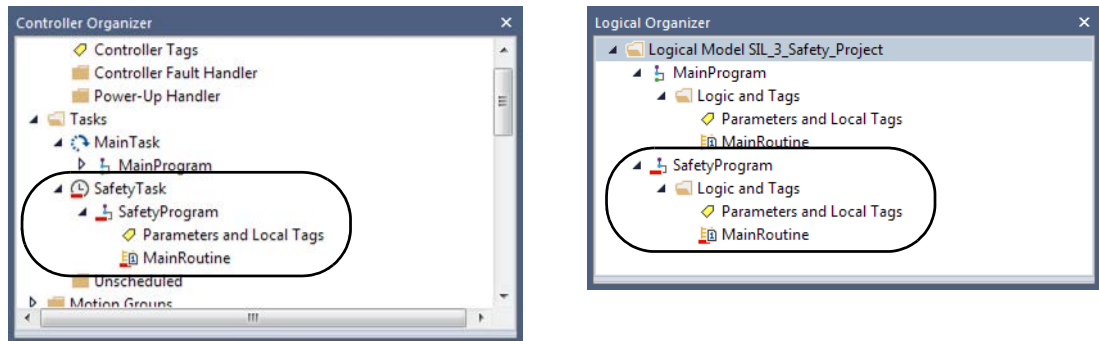 Controller Organizer
Controller Tags
Controller Fault Handler
Power-Up Handler
Tasks
MainTask
MainProgram
SafetyTask
SafetyProgram
Parameters and Local Tags
MainRoutine
Unscheduled
Motion Groups
Logical Organizer
Logical Model SIL_3_Safety_Project
MainProgram
Logic and Tags
Parameters and Local Tags
MainRoutine
SafetyProgram
Logic and Tags
Parameters and Local Tags
MainRoutine